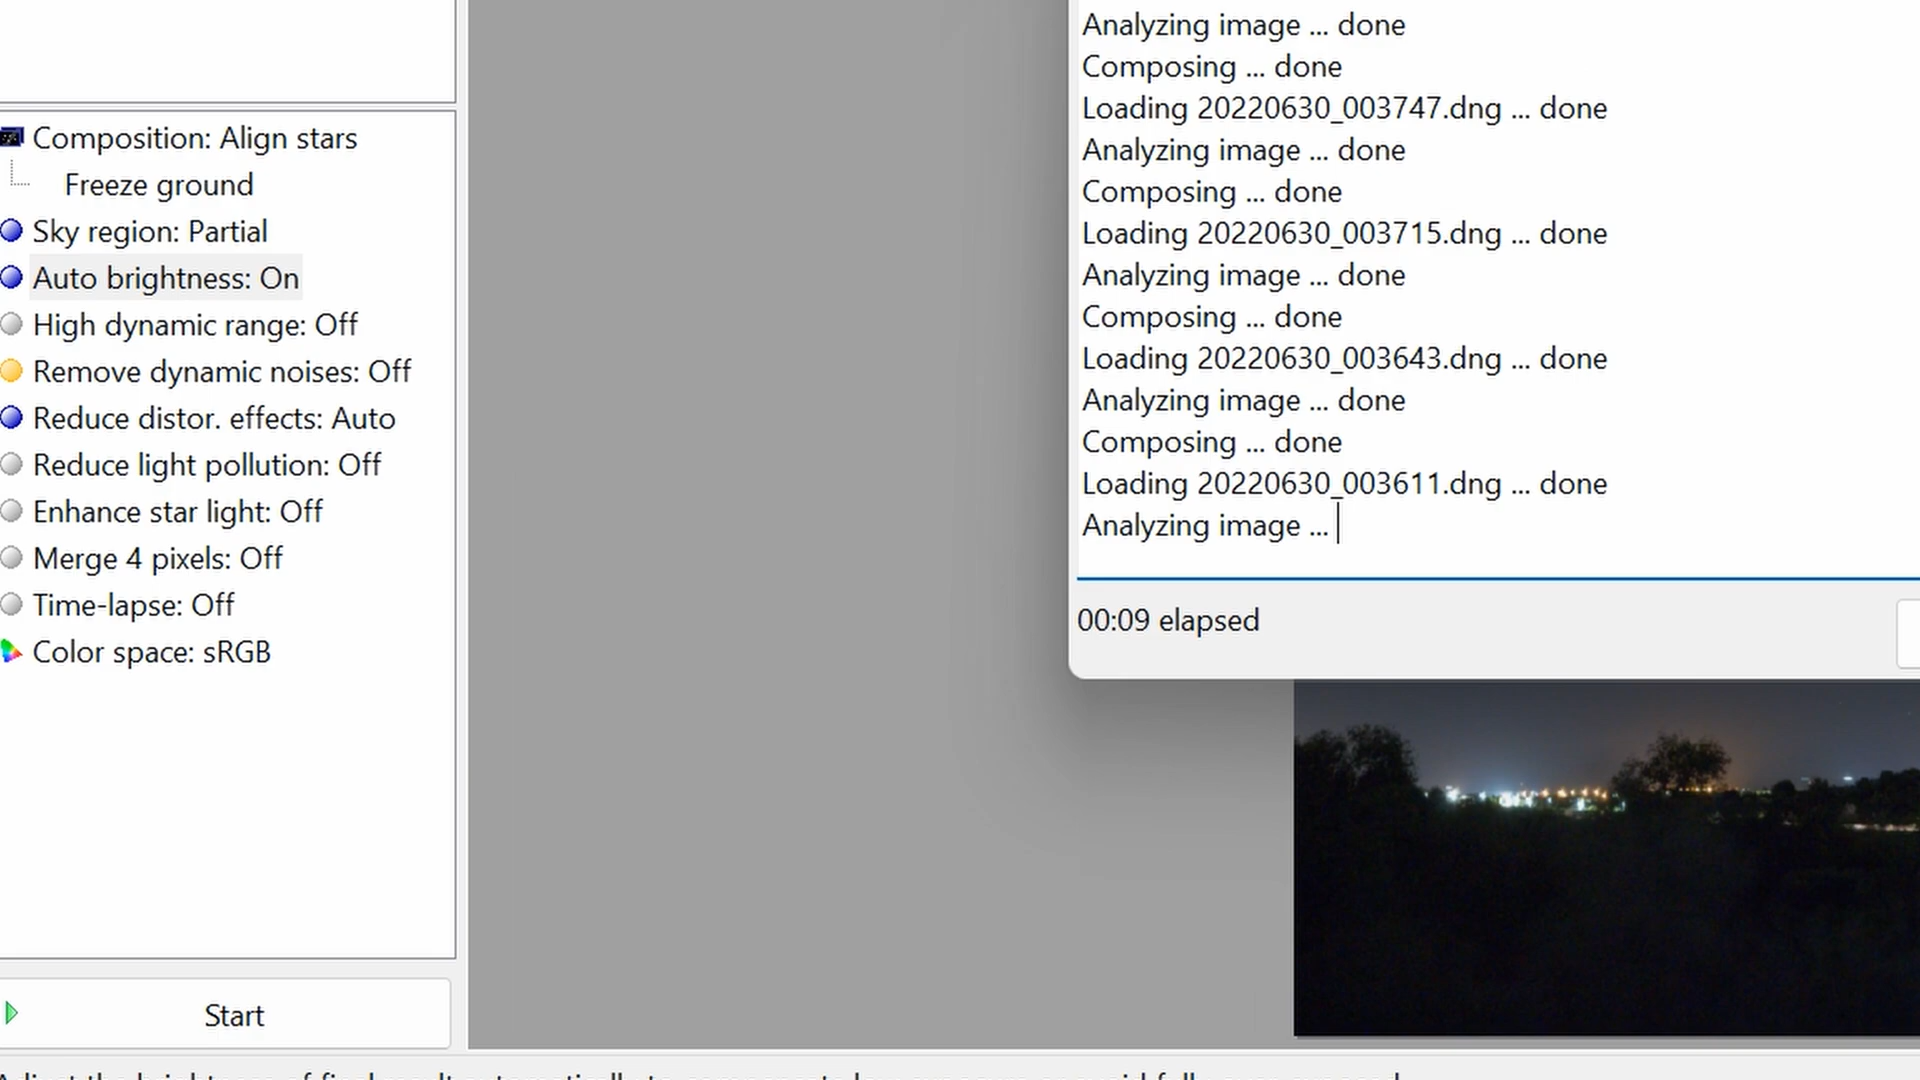 Composition: Align stars
Freeze ground
Sky region: Partial
Auto brightness: On
High dynamic range: Off
Remove dynamic noises: Off
Reduce distor. effects: Auto
Reduce light pollution: Off
Enhance star light: Off
Merge 4 pixels: Off
Time-lapse: Off
Color space: sRGB
Start
Analyzing image ... done
Composing ... done
Loading 20220630_003747.dng ... done
Analyzing image ... done
Composing ... done
Loading 20220630_003715.dng ... done
Analyzing image ... done
Composing ... done
Loading 20220630_003643.dng ... done
Analyzing image ... done
Composing ... done
Loading 20220630_003611.dng ... done
Analyzing image ...
00:09 elapsed